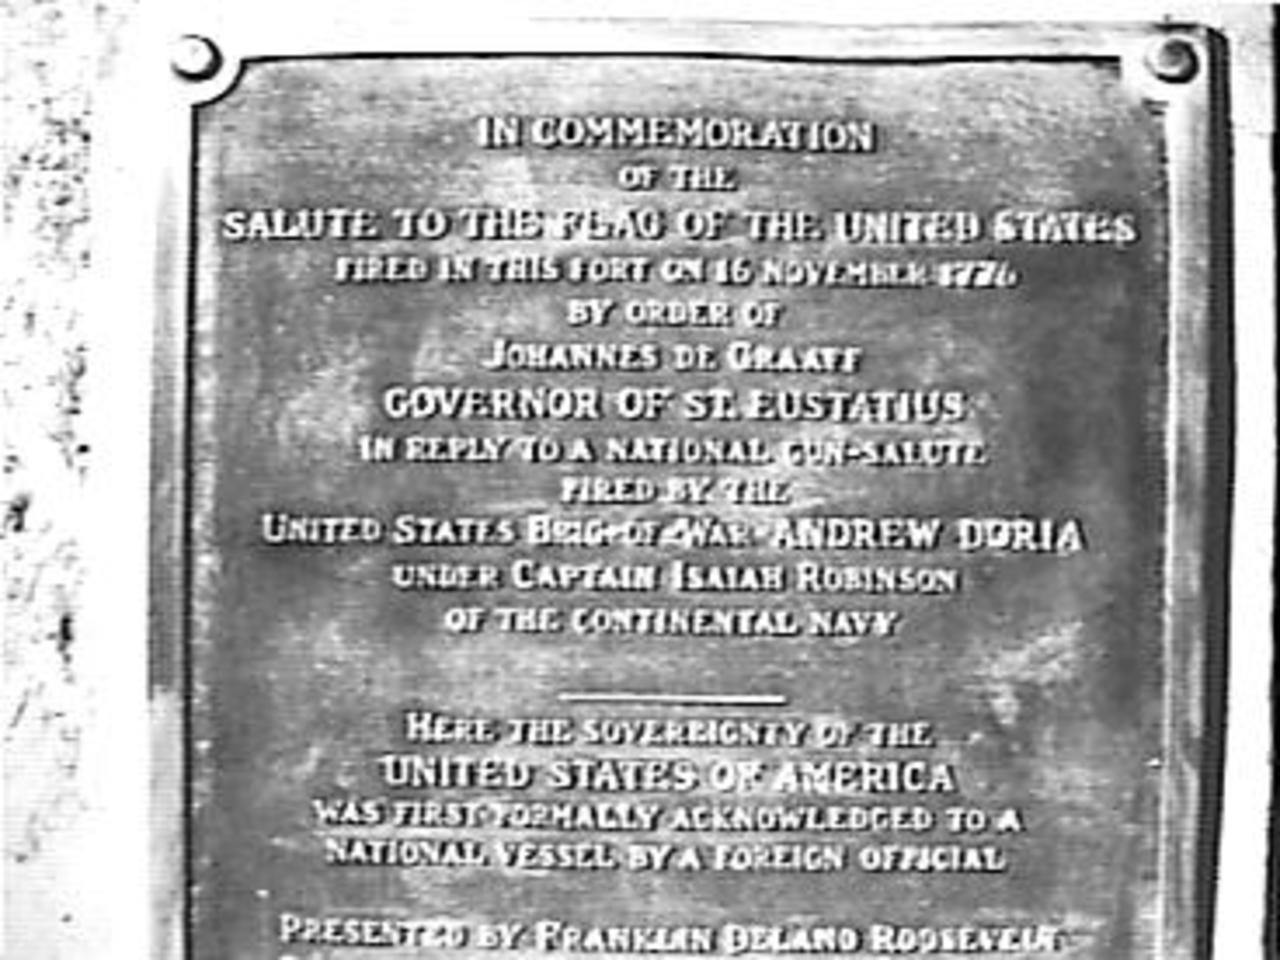 IN COMMEMORATION
OF THE
SALUTE TO THE FLAG OF THE UNITED STATES
FIRED IN THIS FORT ON 16 NOVEMBER 1776
BY ORDER OF
JOHANNES DE GRAAFF
GOVERNOR OF ST. EUSTATIUS
IN REPLY TO A NATIONAL GUN-SALUTE
FIRED BY THE
UNITED STATES BRIG-OF-WAR ANDREW DORIA
UNDER CAPTAIN ISAIAH ROBINSON
OF THE CONTINENTAL NAVY
HERE THE SOVEREIGNTY OF THE
UNITED STATES OF AMERICA
WAS FIRST FORMALLY ACKNOWLEDGED TO A
NATIONAL VESSEL BY A FOREIGN OFFICIAL
PRESENTED BY FRANKLIN DELANO ROOSEVELT